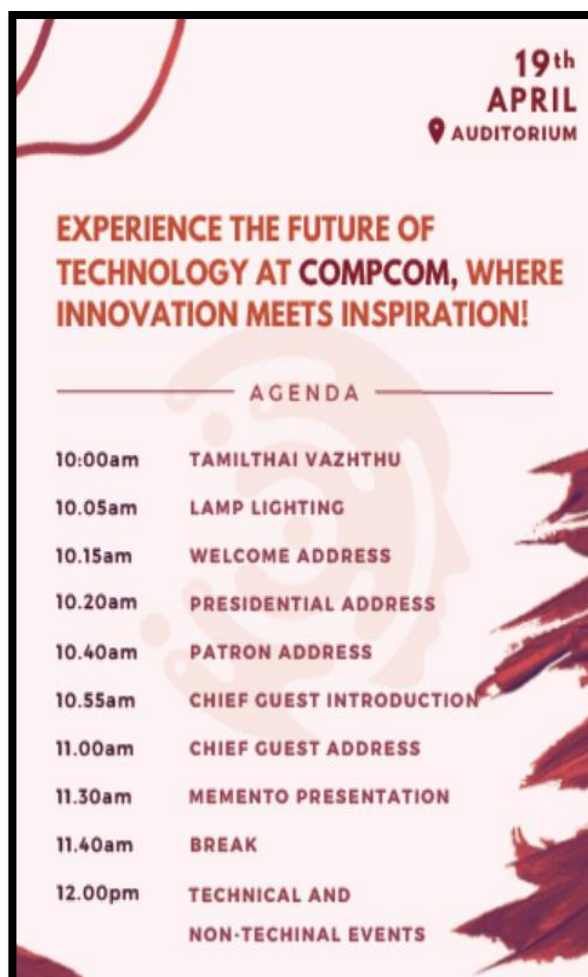 19th
APRIL
AUDITORIUM
EXPERIENCE THE FUTURE OF
TECHNOLOGY AT COMPCOM, WHERE
INNOVATION MEETS INSPIRATION!
AGENDA
10:00am TAMILTHAI VAZHTHU
10.05am LAMP LIGHTING
10.15am WELCOME ADDRESS
10.20am PRESIDENTIAL ADDRESS
10.40am PATRON ADDRESS
10.55am CHIEF GUEST INTRODUCTION
11.00am CHIEF GUEST ADDRESS
11.30am MEMENTO PRESENTATION
11.40am BREAK
12.00pm TECHNICAL AND
NON-TECHINAL EVENTS